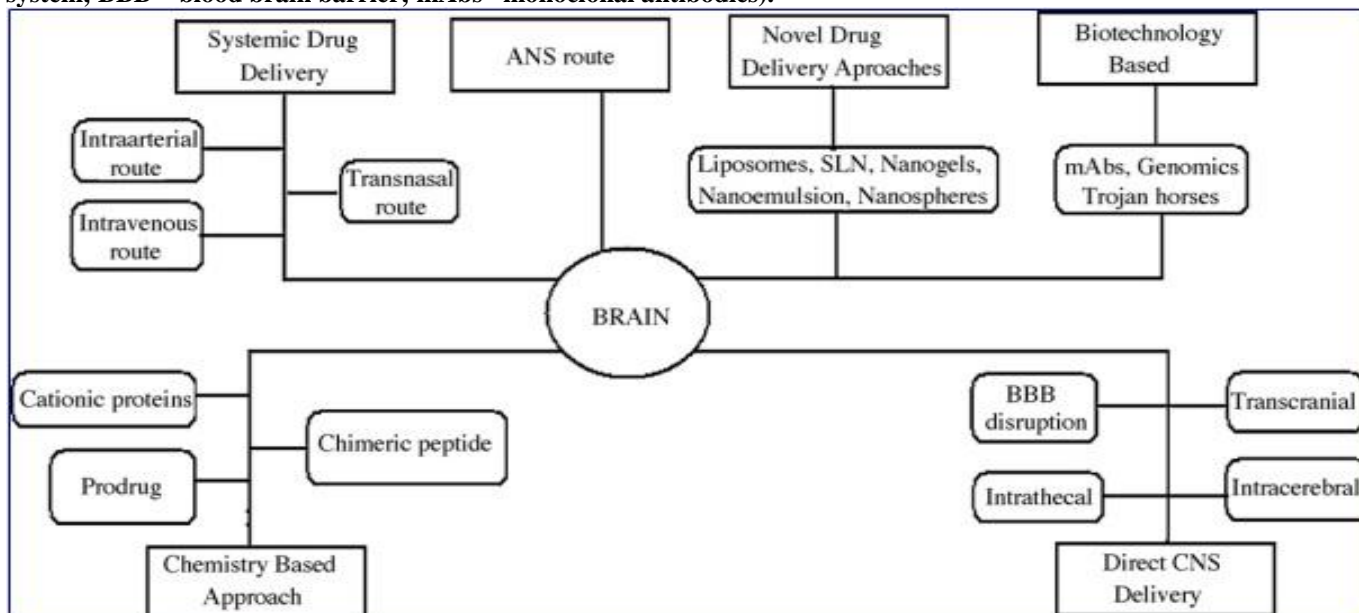 system, BBB = blood brain barrier, mAbs= monoclonal antibodies).
Systemic Drug
Delivery
ANS route
Novel Drug
Delivery Aproaches
Biotechnology
Based
Intraarterial
route
Transnasal
route
Intravenous
route
Liposomes, SLN, Nanogels,
Nanoemulsion, Nanospheres
mAbs, Genomics
Trojan horses
BRAIN
Cationic proteins
Chimeric peptide
Prodrug
Chemistry Based
Approach
BBB
disruption
Transcranial
Intrathecal
Intracerebral
Direct CNS
Delivery